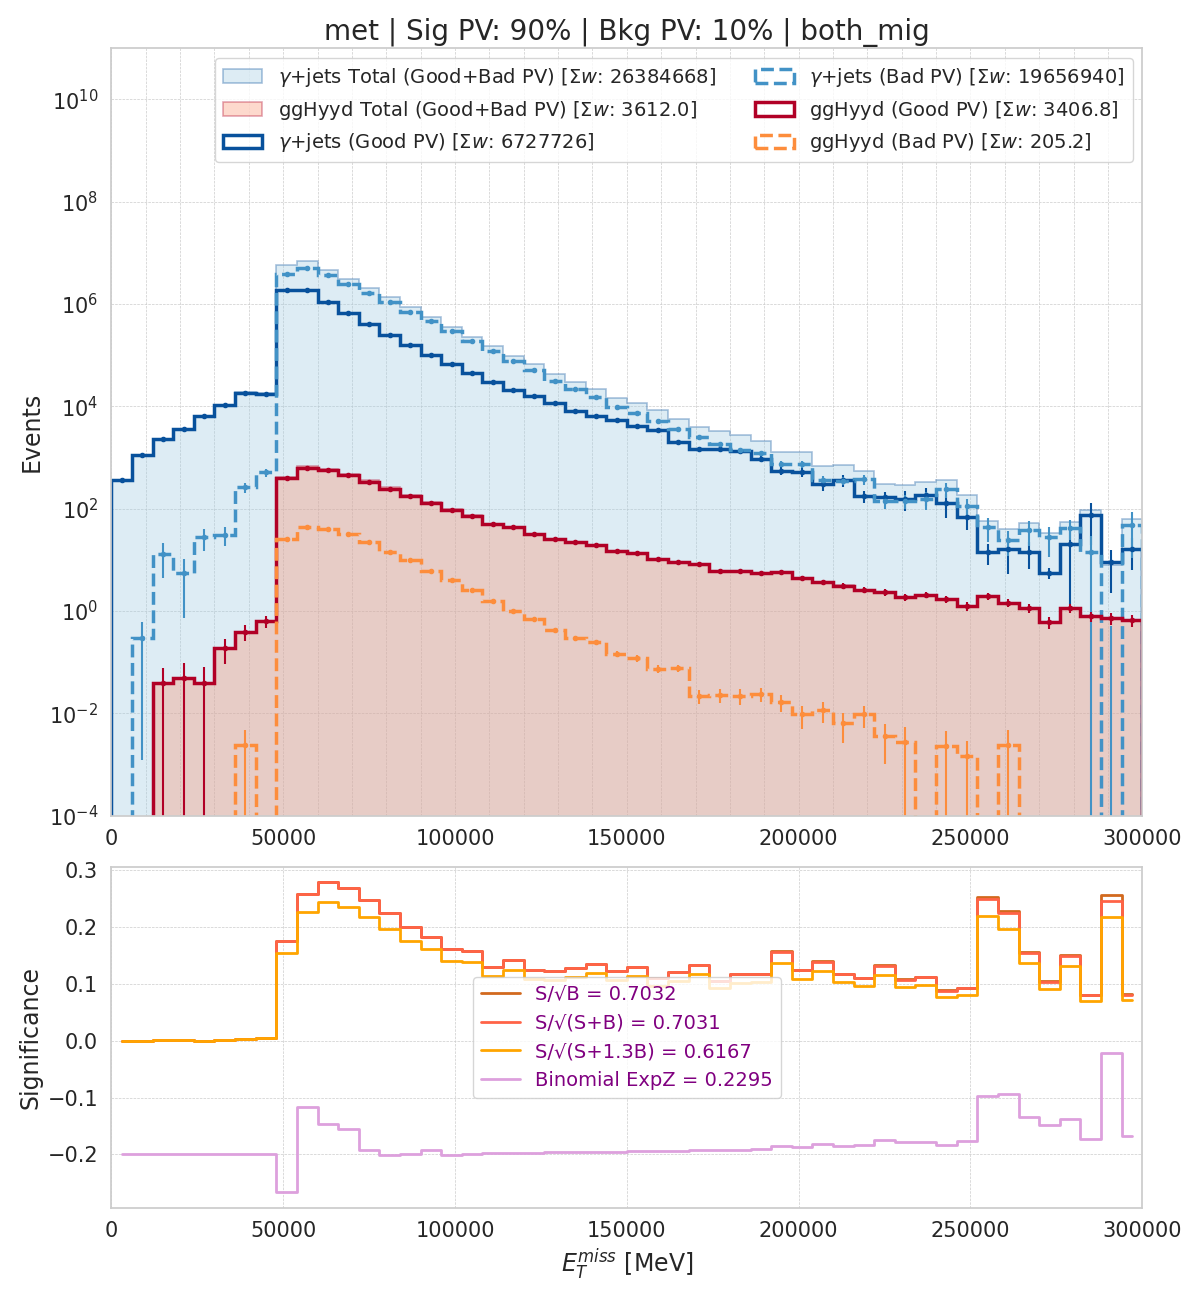 met | Sig PV: 90% | Bkg PV: 10% | both_mig
γ+jets Total (Good+Bad PV) [Σw: 26384668]
ggHyyd Total (Good+Bad PV) [Σw: 3612.0]
γ+jets (Good PV) [Σw: 6727726]
γ+jets (Bad PV) [Σw: 19656940]
ggHyyd (Good PV) [Σw: 3406.8]
ggHyyd (Bad PV) [Σw: 205.2]
Events
10^10
10^8
10^6
10^4
10^2
10^0
10^−2
10^−4
0 50000 100000 150000 200000 250000 300000
Significance
0.3
0.2
0.1
0.0
−0.1
−0.2
S/√B = 0.7032
S/√(S+B) = 0.7031
S/√(S+1.3B) = 0.6167
Binomial ExpZ = 0.2295
0 50000 100000 150000 200000 250000 300000
E_T^miss [MeV]